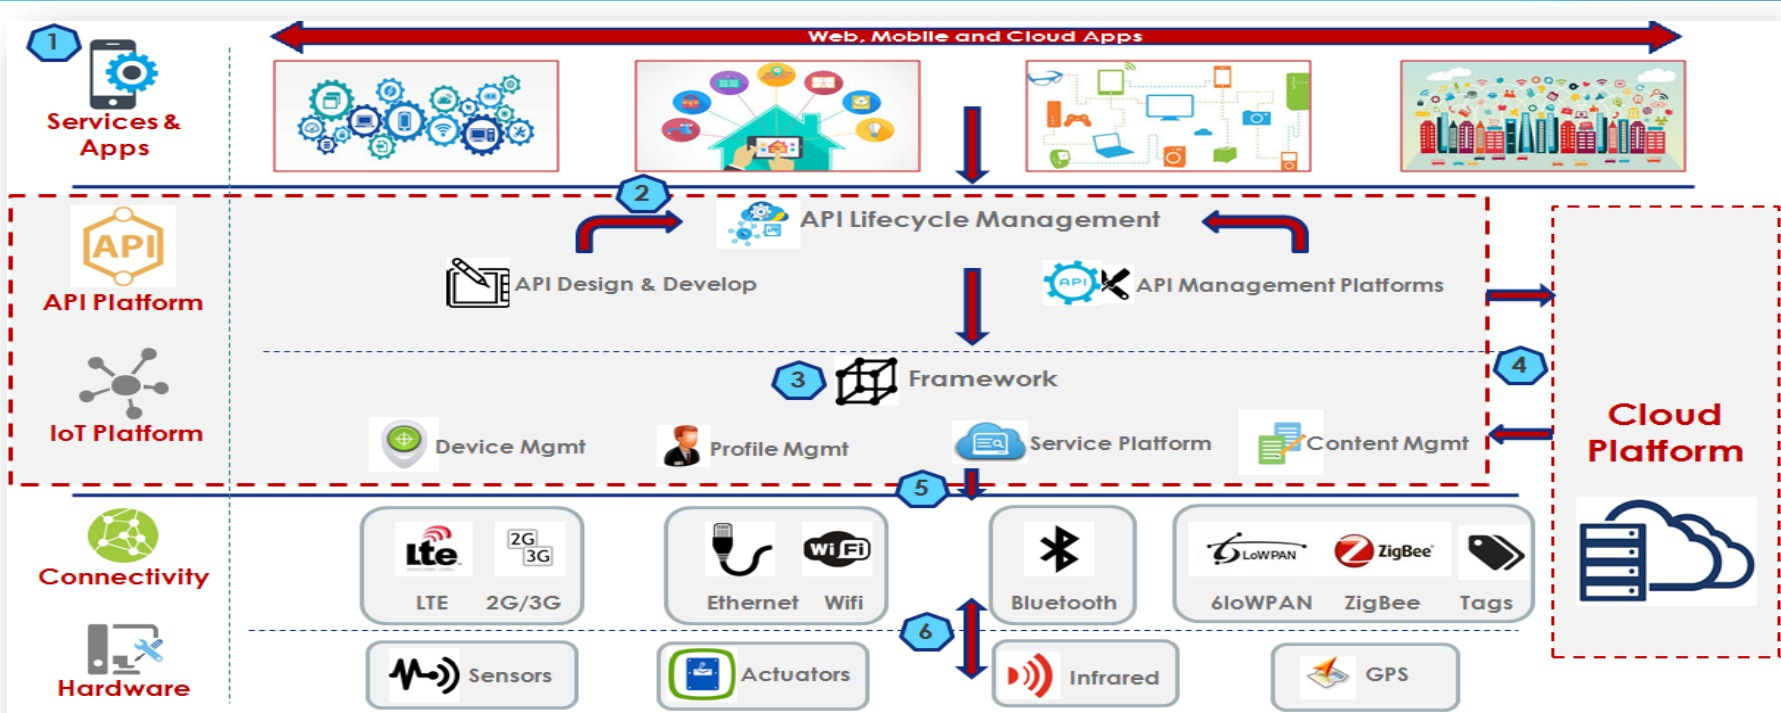 1
Web, Mobile and Cloud Apps
Services &
Apps
2
API Lifecycle Management
API
API Platform
API Design & Develop
API
API Management Platforms
4
3
Framework
IoT Platform
Device Mgmt
Profile Mgmt
Service Platform
Content Mgmt
Cloud
Platform
5
Connectivity
Lte
2G
3G
LTE
2G/3G
WiFi
Ethernet
Wifi
Bluetooth
6LoWPAN
ZigBee
6loWPAN
ZigBee
Tags
6
Hardware
Sensors
Actuators
Infrared
GPS